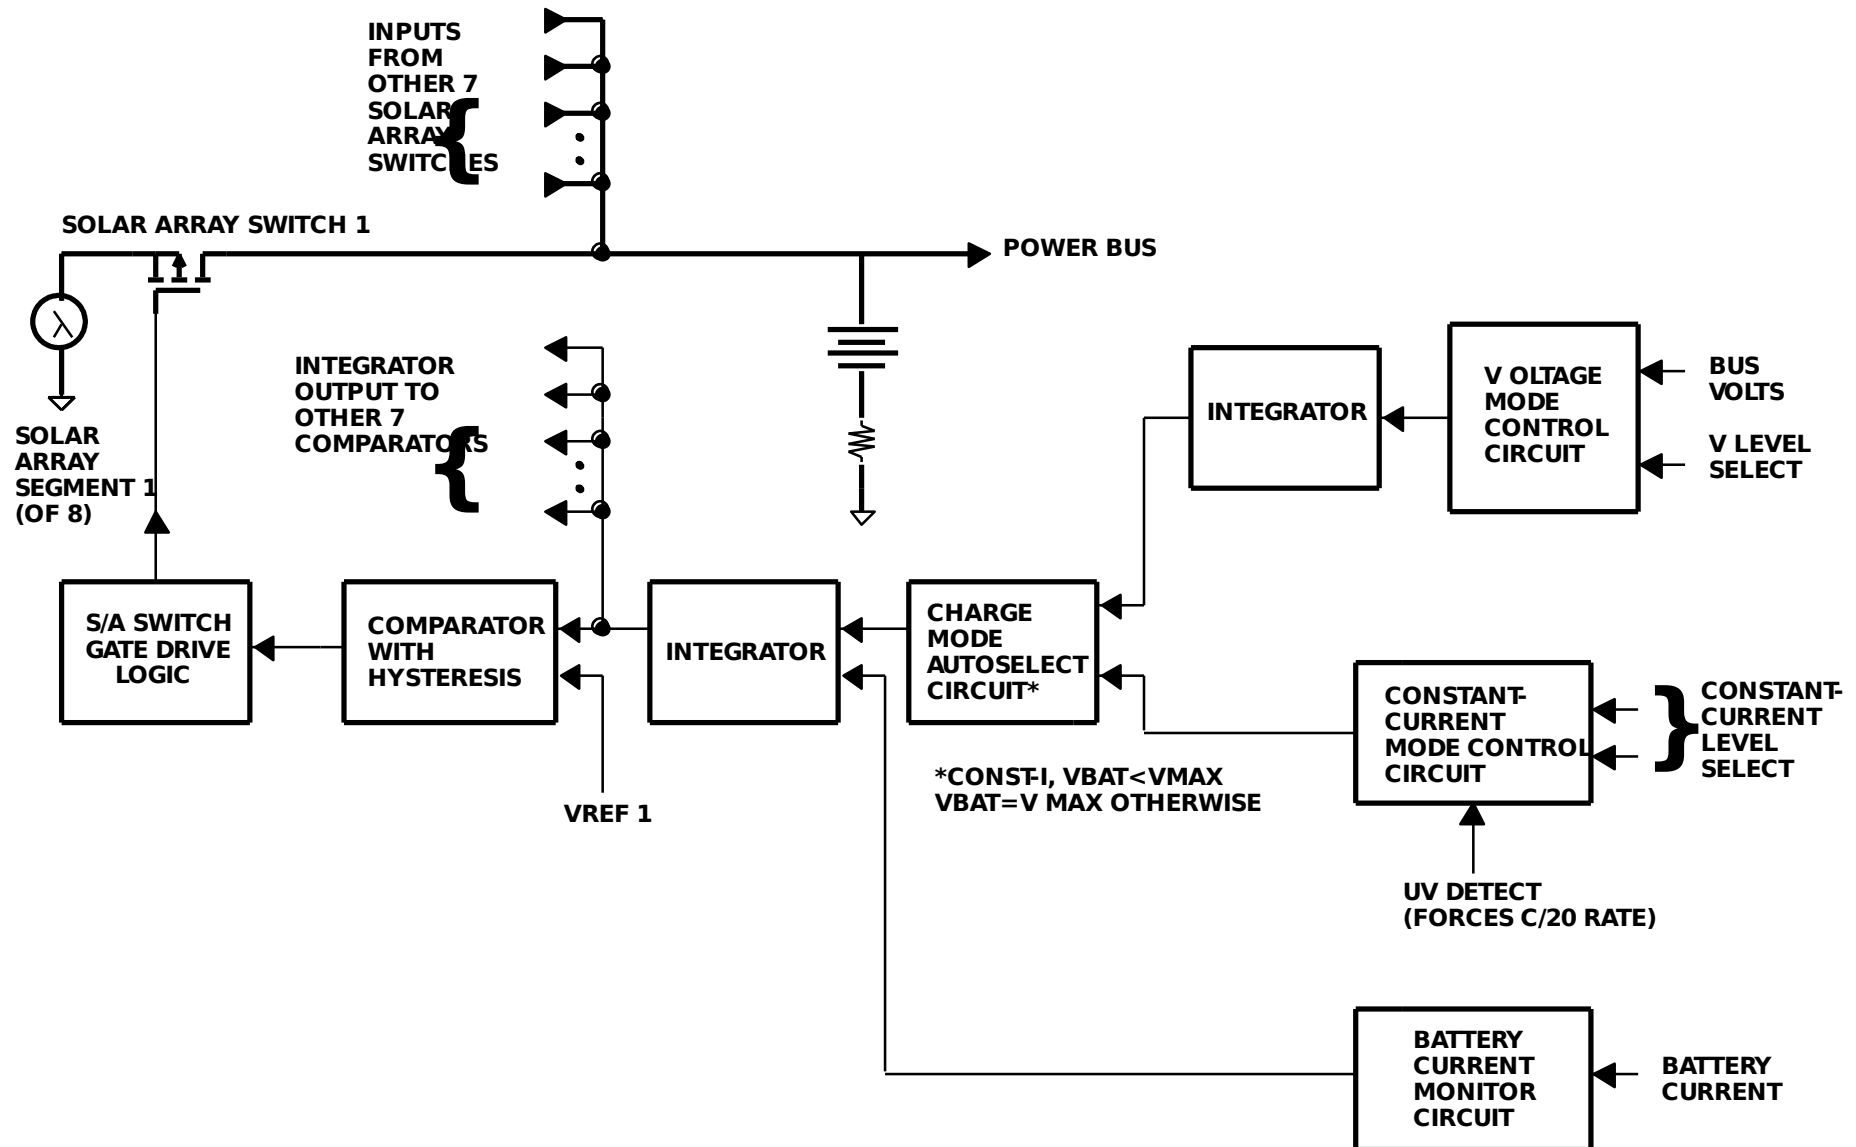 INPUTS
FROM
OTHER 7
SOLAR
ARRAY
SWITCHES
SOLAR ARRAY SWITCH 1
POWER BUS
INTEGRATOR
OUTPUT TO
OTHER 7
COMPARATORS
SOLAR
ARRAY
SEGMENT 1
(OF 8)
INTEGRATOR
V OLTAGE
MODE
CONTROL
CIRCUIT
BUS
VOLTS
V LEVEL
SELECT
S/A SWITCH
GATE DRIVE
LOGIC
COMPARATOR
WITH
HYSTERESIS
INTEGRATOR
CHARGE
MODE
AUTOSELECT
CIRCUIT*
CONSTANT-
CURRENT
MODE CONTROL
CIRCUIT
CONSTANT-
CURRENT
LEVEL
SELECT
*CONST-I, VBAT<VMAX
VBAT=V MAX OTHERWISE
VREF 1
UV DETECT
(FORCES C/20 RATE)
BATTERY
CURRENT
MONITOR
CIRCUIT
BATTERY
CURRENT